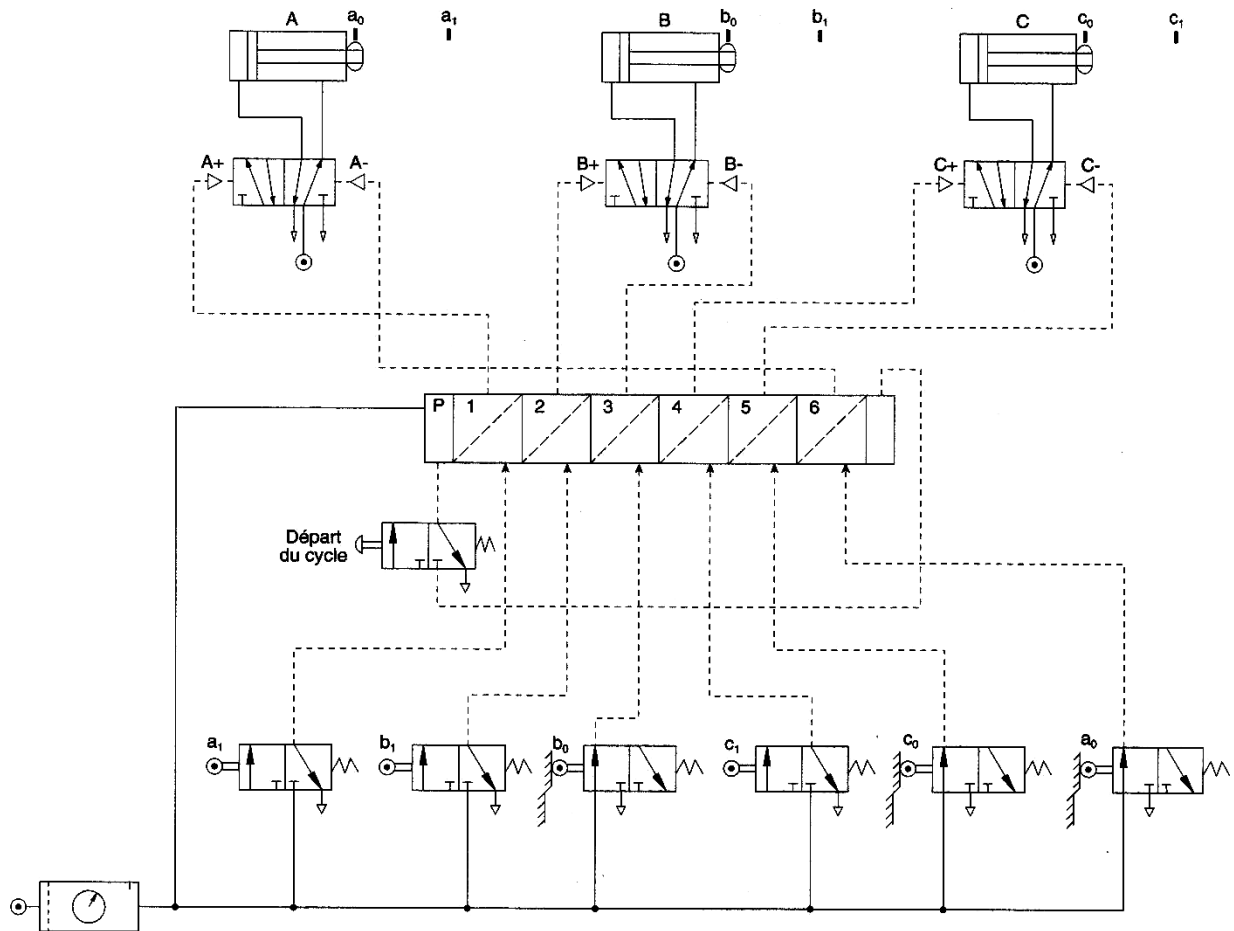 A a₀ a₁ B b₀ b₁ C c₀ c₁
A+ A- B+ B- C+ C-
P 1 2 3 4 5 6
Départ
du cycle
a₁ b₁ b₀ c₁ c₀ a₀